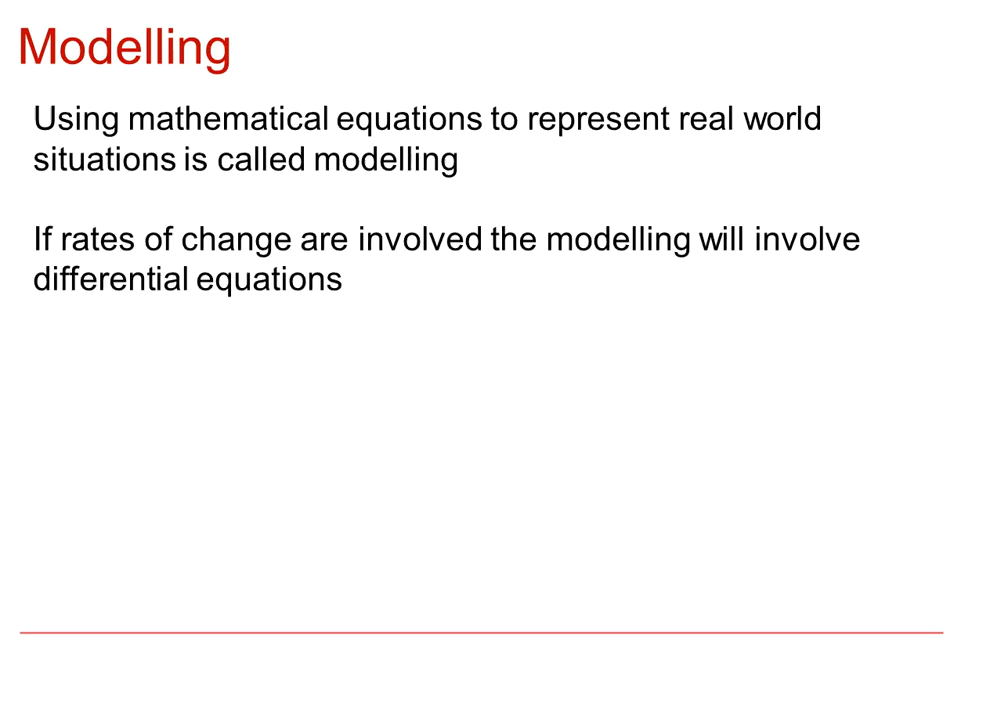 Modelling
Using mathematical equations to represent real world
situations is called modelling
If rates of change are involved the modelling will involve
differential equations